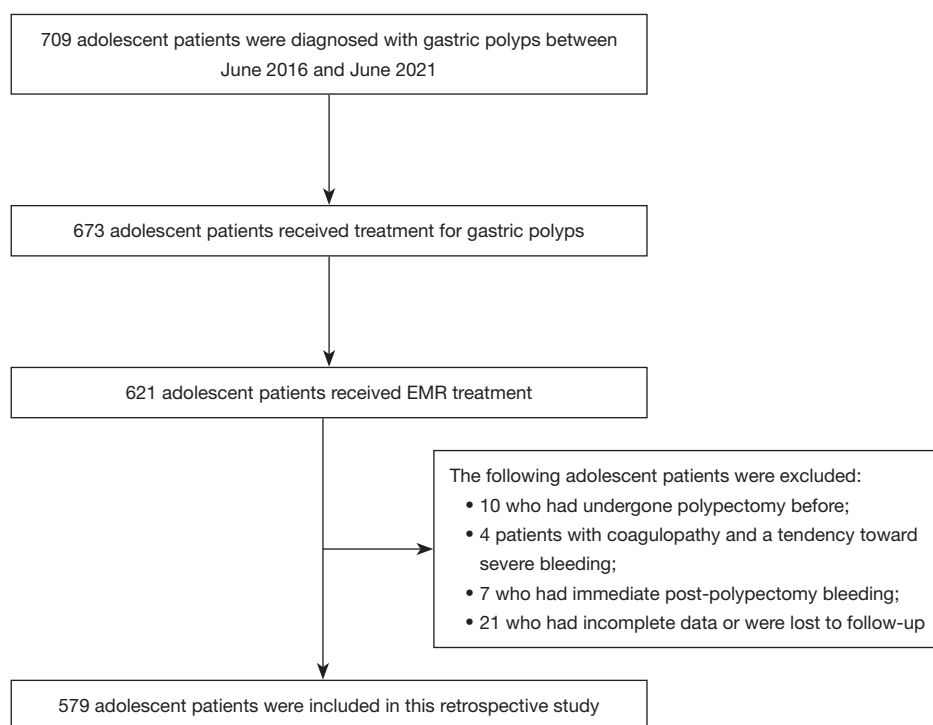 709 adolescent patients were diagnosed with gastric polyps between
June 2016 and June 2021
673 adolescent patients received treatment for gastric polyps
621 adolescent patients received EMR treatment
The following adolescent patients were excluded:
• 10 who had undergone polypectomy before;
• 4 patients with coagulopathy and a tendency toward
severe bleeding;
• 7 who had immediate post-polypectomy bleeding;
• 21 who had incomplete data or were lost to follow-up
579 adolescent patients were included in this retrospective study